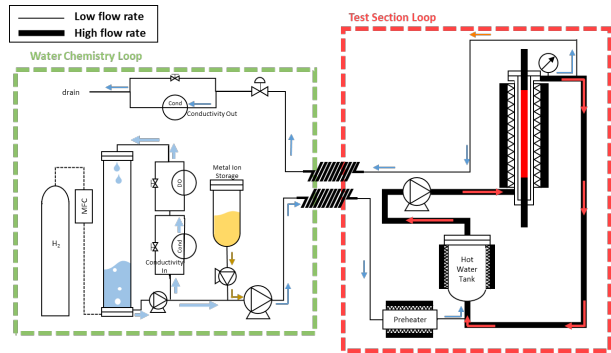 Low flow rate
High flow rate
Test Section Loop
Water Chemistry Loop
drain
Cond
Conductivity Out
Metal Ion
Storage
DO
MFC
H2
Cond
Conductivity
In
Hot
Water
Tank
Preheater